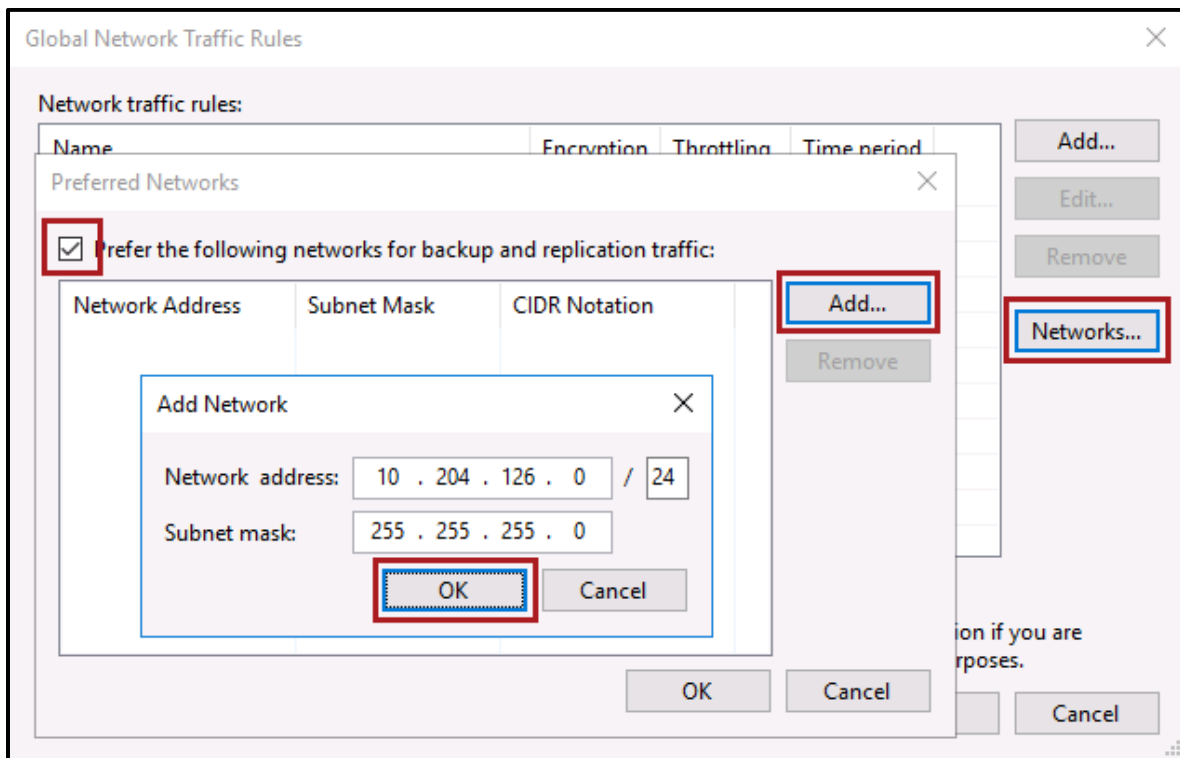 Global Network Traffic Rules
Network traffic rules:
Name Encryption Throttling Time period
Add...
Edit...
Remove
Networks...
Preferred Networks
Prefer the following networks for backup and replication traffic:
Network Address Subnet Mask CIDR Notation
Add...
Remove
Add Network
Network address: 10 . 204 . 126 . 0 / 24
Subnet mask: 255 . 255 . 255 . 0
OK Cancel
ion if you are
rposes.
OK Cancel
Cancel